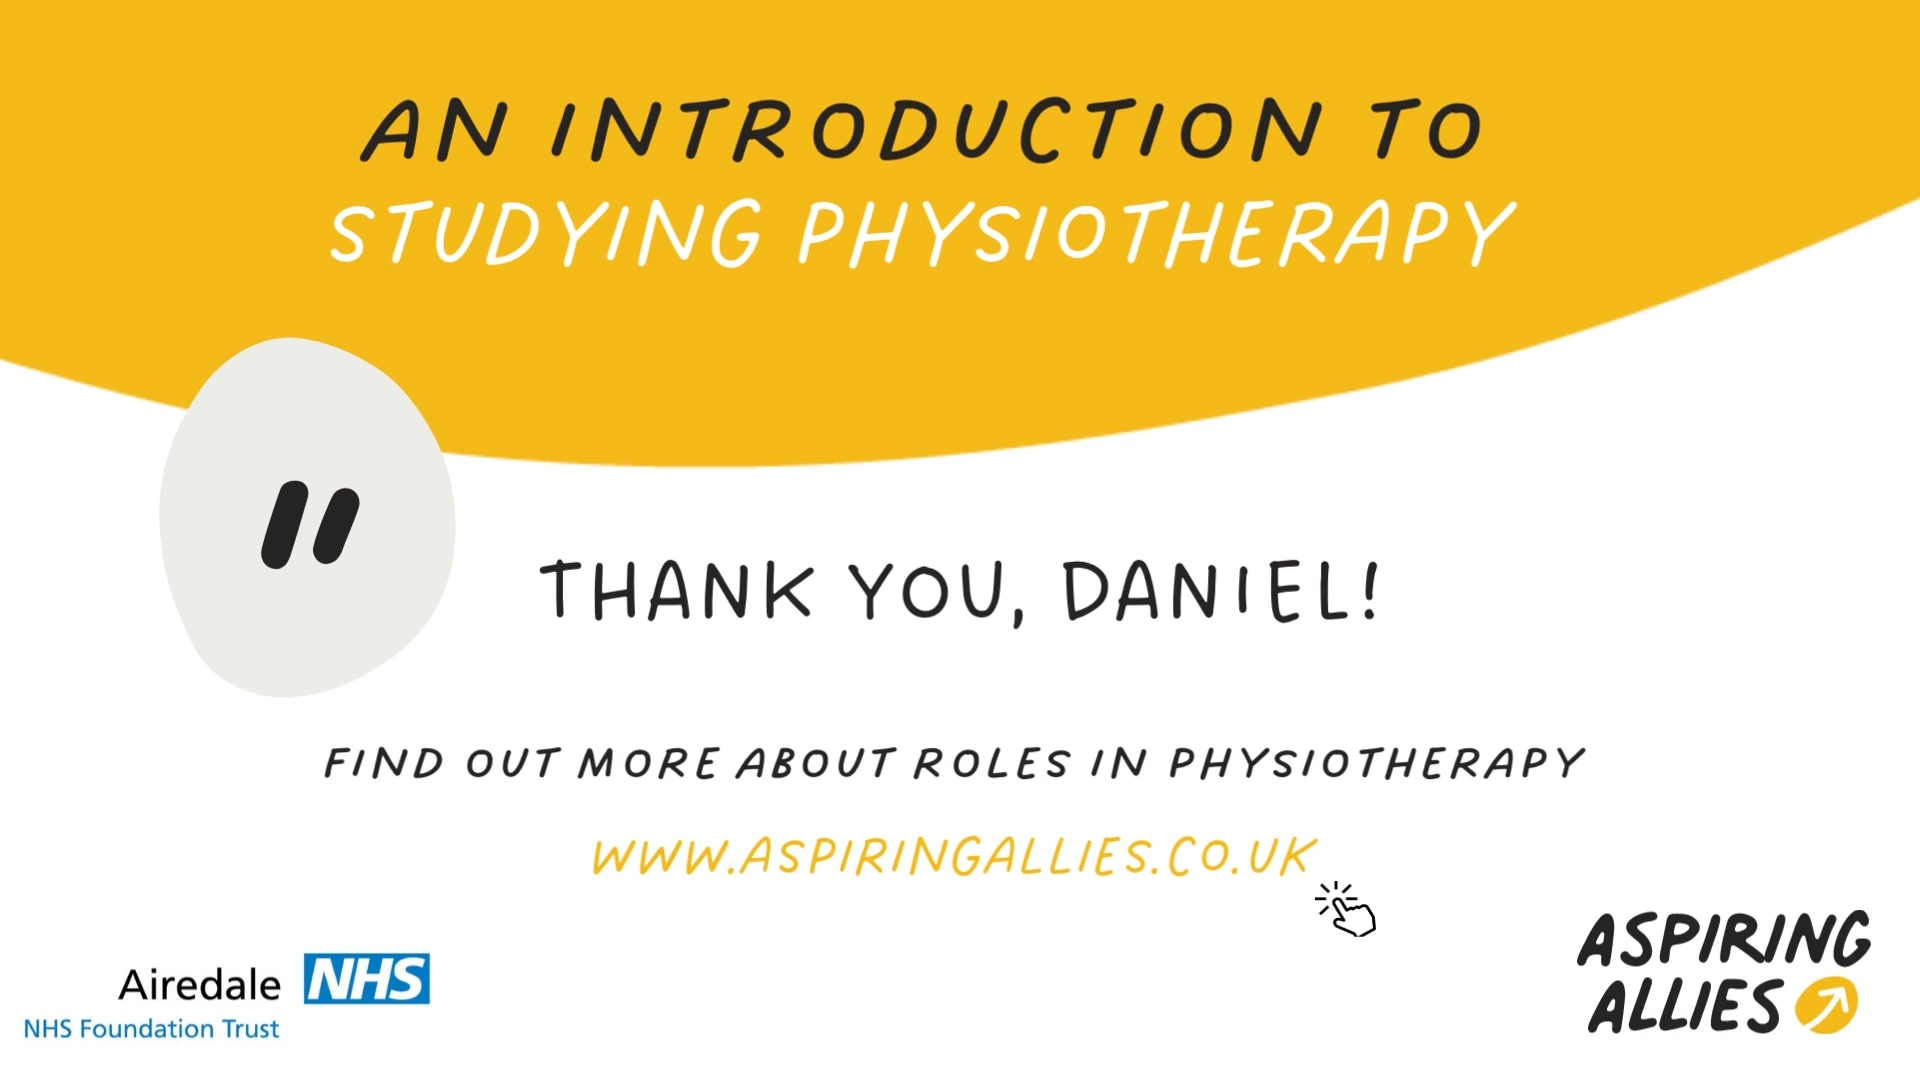 AN INTRODUCTION TO
STUDYING PHYSIOTHERAPY
"
THANK YOU, DANIEL!
FIND OUT MORE ABOUT ROLES IN PHYSIOTHERAPY
WWW.ASPIRINGALLIES.CO.UK
Airedale NHS
NHS Foundation Trust
ASPIRING
ALLIES